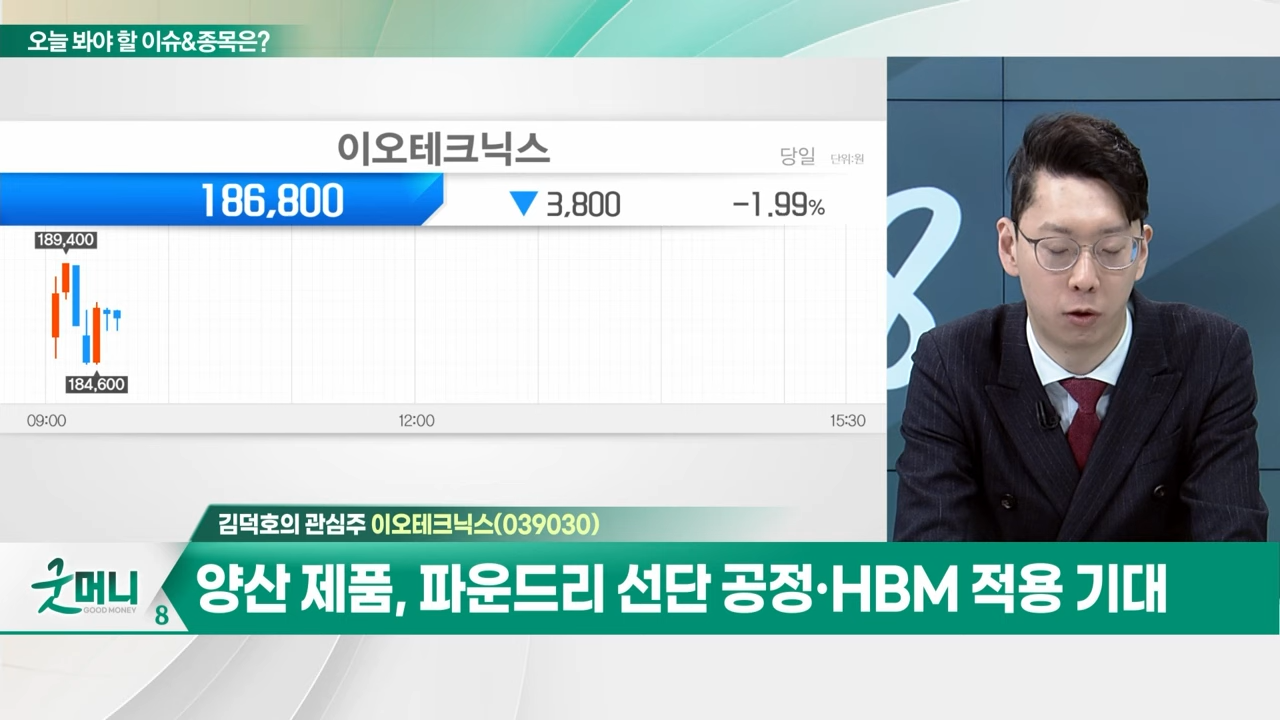 오늘 봐야 할 이슈&종목은?
이오테크닉스
당일 단위:원
186,800 ▼ 3,800 -1.99%
189,400
184,600
09:00 12:00 15:30
8
김덕호의 관심주 이오테크닉스(039030)
굿머니
GOOD MONEY
8
양산 제품, 파운드리 선단 공정·HBM 적용 기대